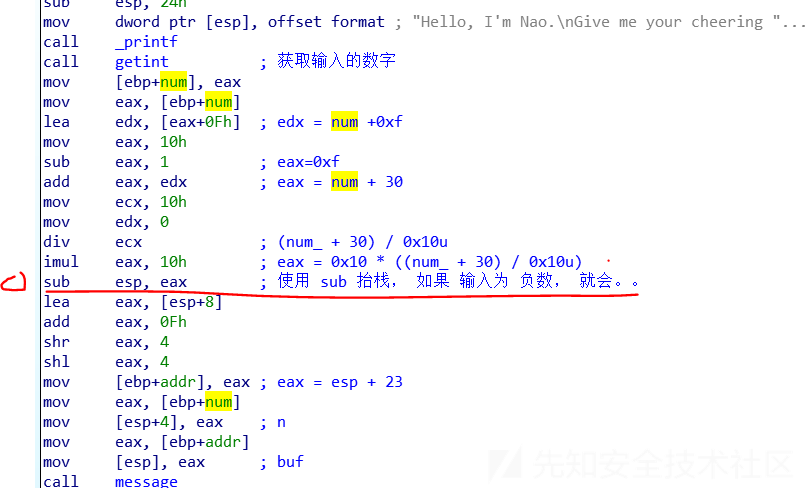 sub esp, 24h
mov dword ptr [esp], offset format ; "Hello, I'm Nao.\nGive me your cheering "...
call _printf
call getint ; 获取输入的数字
mov [ebp+num], eax
mov eax, [ebp+num]
lea edx, [eax+0Fh] ; edx = num +0xf
mov eax, 10h
sub eax, 1 ; eax=0xf
add eax, edx ; eax = num + 30
mov ecx, 10h
mov edx, 0
div ecx ; (num_ + 30) / 0x10u
imul eax, 10h ; eax = 0x10 * ((num_ + 30) / 0x10u)
sub esp, eax ; 使用 sub 抬栈， 如果 输入为 负数， 就会。。
lea eax, [esp+8]
add eax, 0Fh
shr eax, 4
shl eax, 4
mov [ebp+addr], eax ; eax = esp + 23
mov eax, [ebp+num]
mov [esp+4], eax ; n
mov eax, [ebp+addr]
mov [esp], eax ; buf
call message
先知安全技术社区